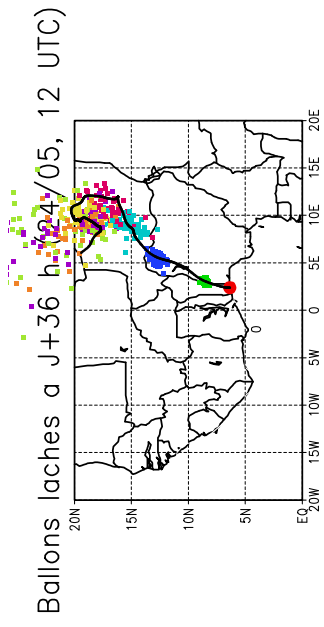 Ballons laches a J+36 h (24/05, 12 UTC)
20N
15N
10N
5N
EQ
20W
15W
10W
5W
0
5E
10E
15E
20E
0